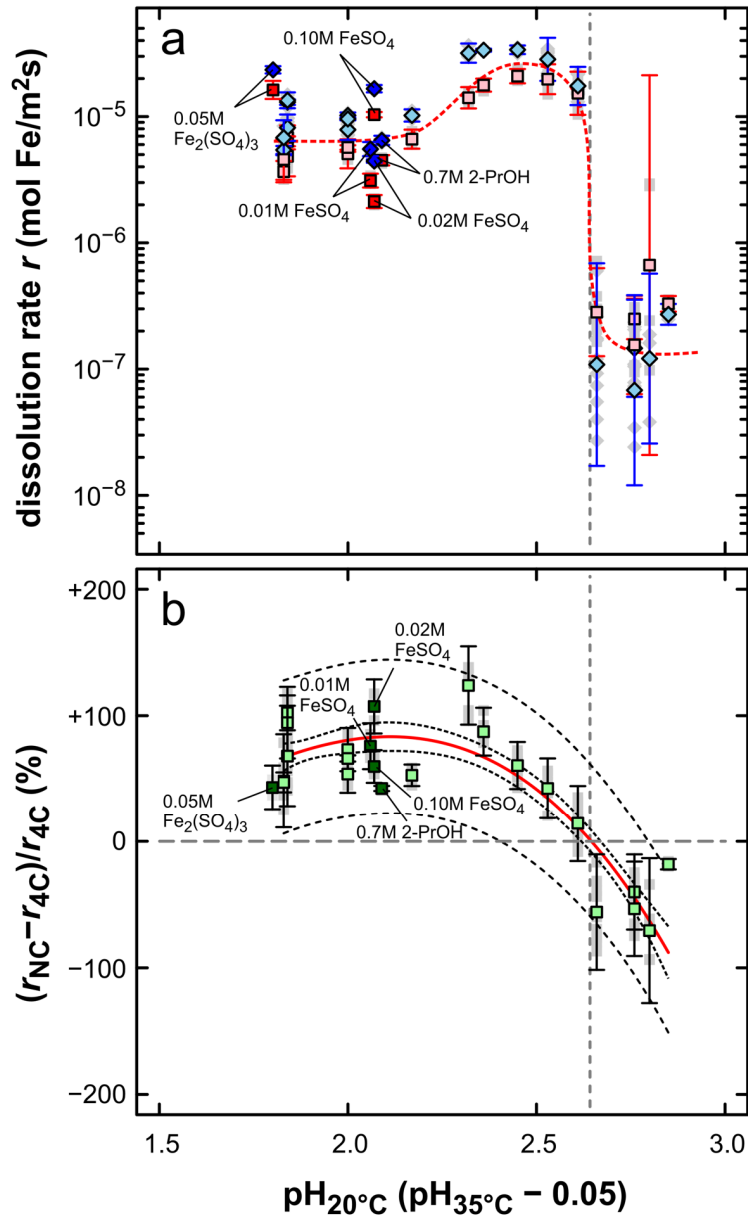 a
dissolution rate r (mol Fe/m²s)
10⁻⁵
10⁻⁶
10⁻⁷
10⁻⁸
0.10M FeSO₄
0.05M
Fe₂(SO₄)₃
0.7M 2-PrOH
0.01M FeSO₄
0.02M FeSO₄
b
(r_NC−r_4C)/r_4C (%)
+200
+100
0
−100
−200
0.02M
FeSO₄
0.01M
FeSO₄
0.05M
Fe₂(SO₄)₃
0.10M FeSO₄
0.7M 2-PrOH
1.5 2.0 2.5 3.0
pH20°C (pH35°C − 0.05)